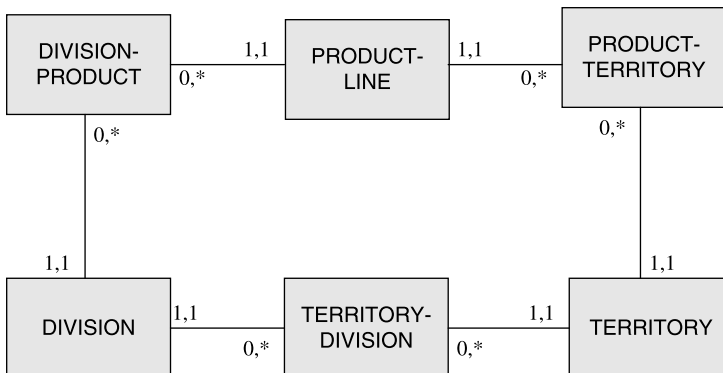 DIVISION-
PRODUCT
1,1
0,*
PRODUCT-
LINE
1,1
0,*
PRODUCT-
TERRITORY
0,*
0,*
1,1
1,1
DIVISION
1,1
0,*
TERRITORY-
DIVISION
1,1
0,*
TERRITORY